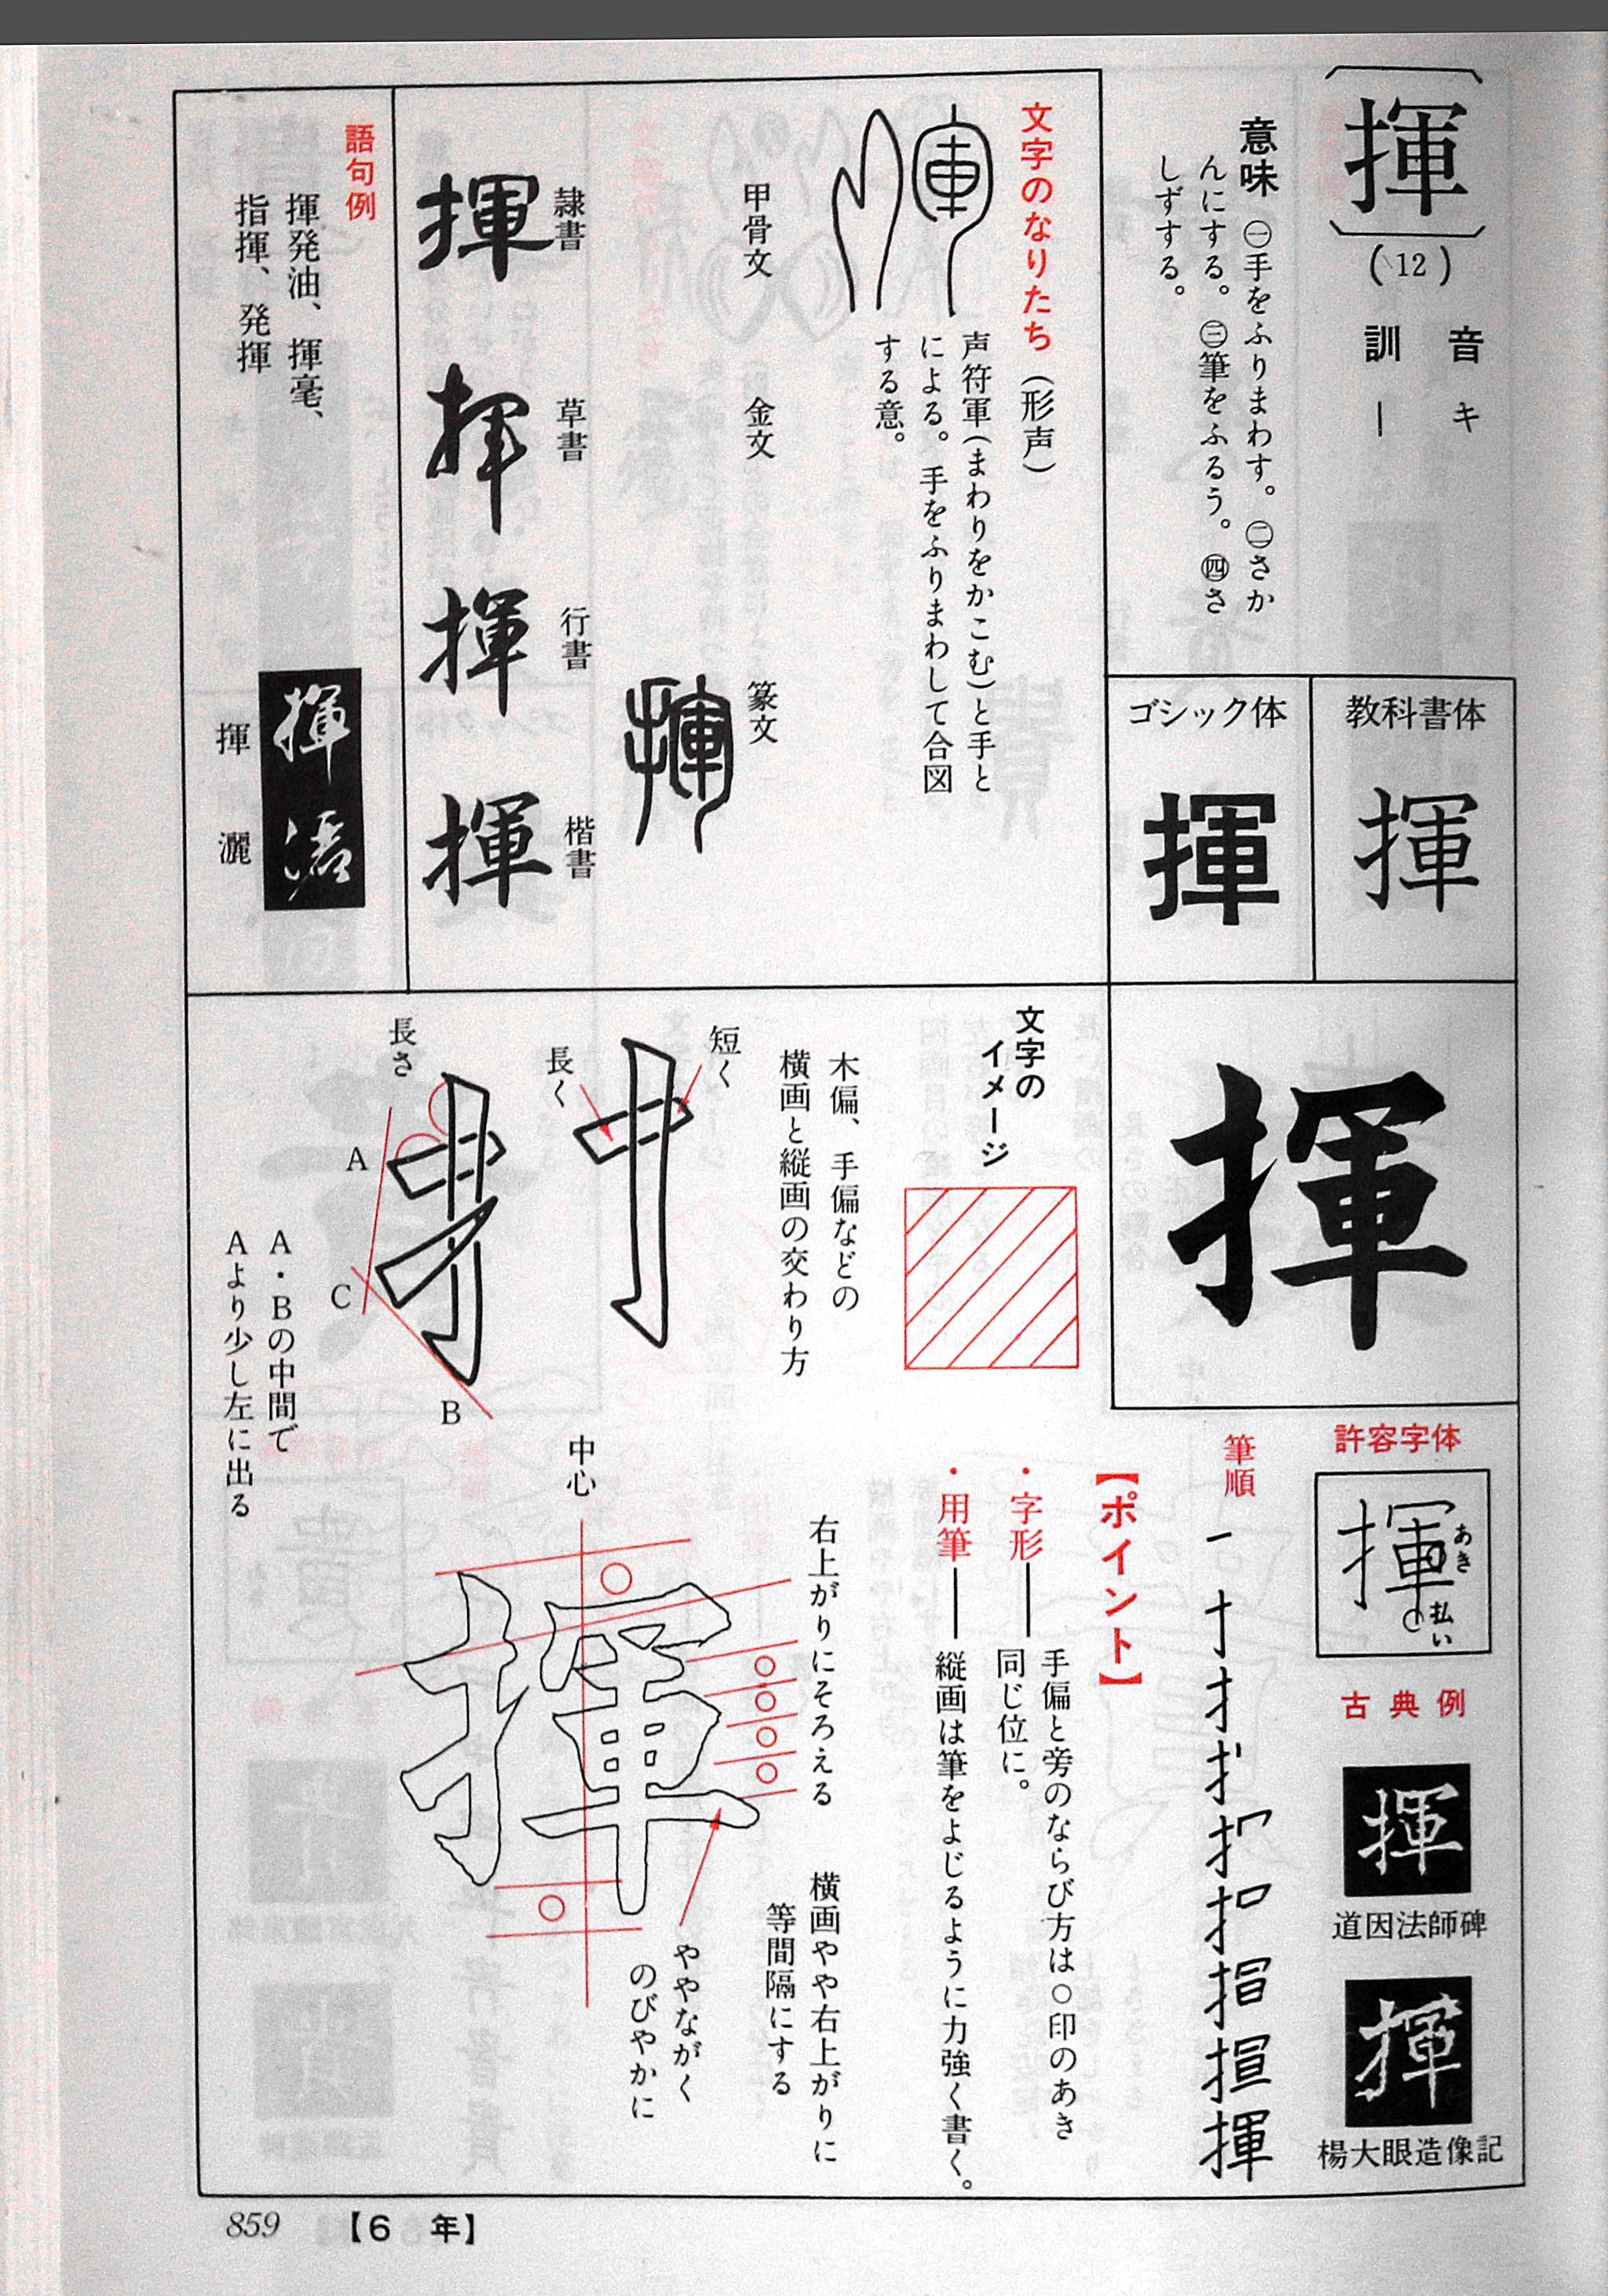 揮
(12)
音 キ
訓 ―
意味 ㊀手をふりまわす。㊁さか
んにする。㊂筆をふるう。㊃さ
しずする。
教科書体
揮
ゴシック体
揮
文字のなりたち（形声）
声符軍（まわりをかこむ）と手と
による。手をふりまわして合図
する意。
甲骨文
金文
篆文
揮
隷書
揮
草書
揮
行書
揮
楷書
揮
語句例
揮発油、揮毫、
指揮、発揮
揮灑
揮灑
揮
許容字体
揮
あき
払い
古典例
揮
道因法師碑
揮
楊大眼造像記
筆順
揮
【ポイント】
・字形―手偏と旁のならび方は○印のあき
同じ位に。
・用筆―縦画は筆をよじるように力強く書く。
文字の
イメージ
木偏、手偏などの
横画と縦画の交わり方
短く
長く
長さ
A
C
B
A・Bの中間で
Aより少し左に出る
中心
右上がりにそろえる
横画やや右上がりに
等間隔にする
ややながく
のびやかに
859 【6 年】